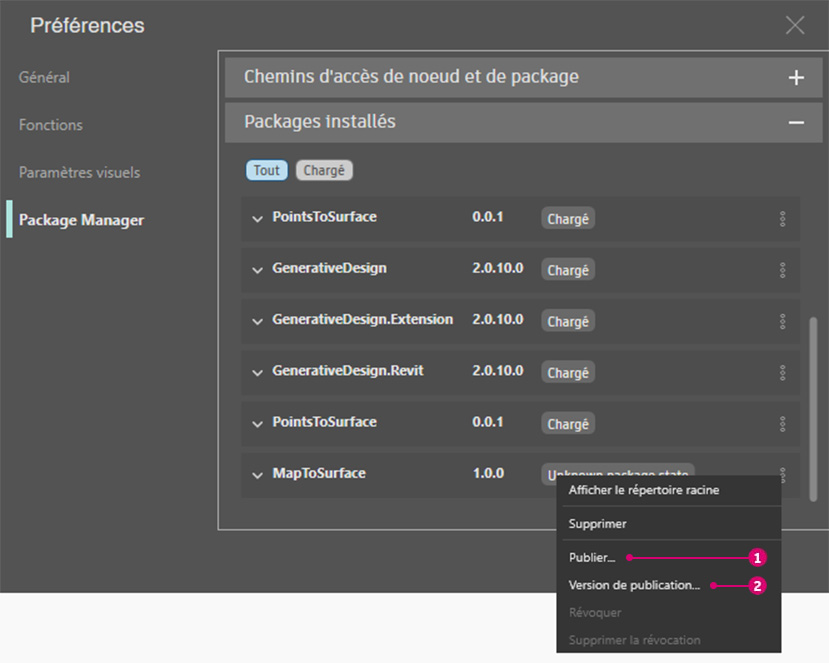 Préférences
Général
Fonctions
Paramètres visuels
Package Manager
Chemins d'accès de noeud et de package
Packages installés
Tout Chargé
PointsToSurface 0.0.1 Chargé
GenerativeDesign 2.0.10.0 Chargé
GenerativeDesign.Extension 2.0.10.0 Chargé
GenerativeDesign.Revit 2.0.10.0 Chargé
PointsToSurface 0.0.1 Chargé
MapToSurface 1.0.0 Unknown package state
Afficher le répertoire racine
Supprimer
Publier... 1
Version de publication... 2
Révoquer
Supprimer la révocation